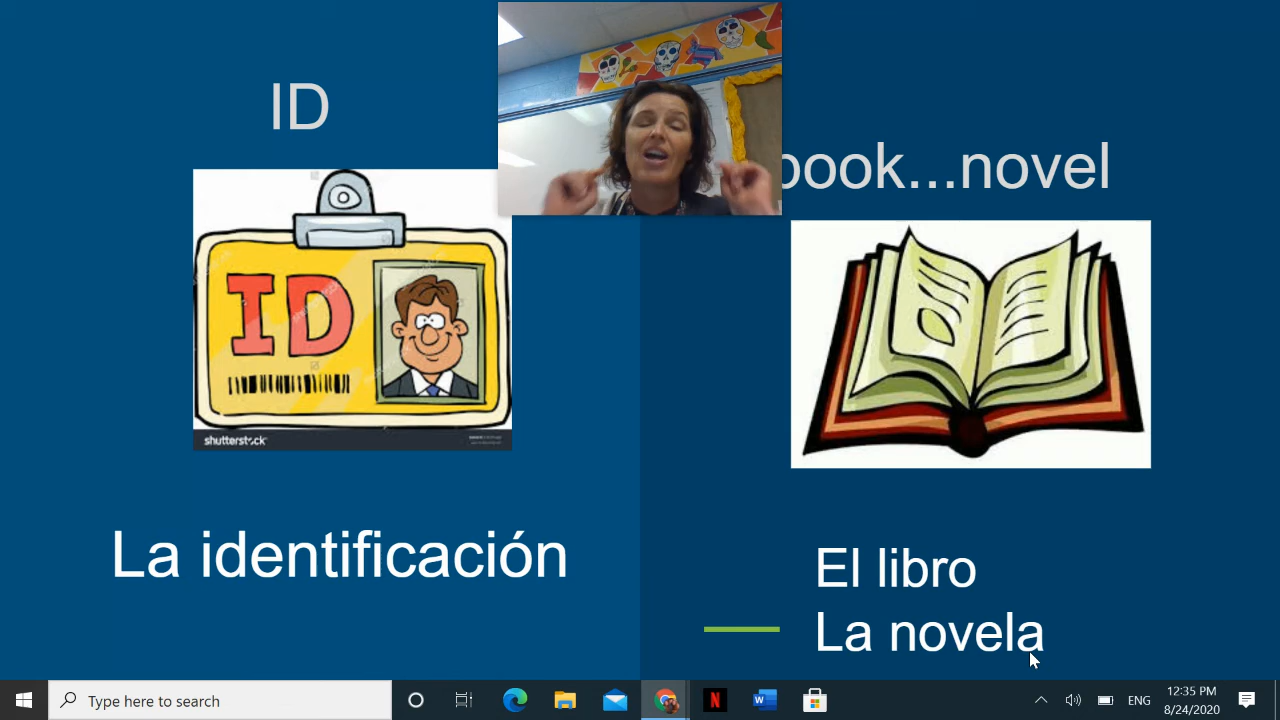 ID
book...novel
ID
shutterstock
La identificación
El libro
La novela
Type here to search
N
W
ENG
12:35 PM
8/24/2020